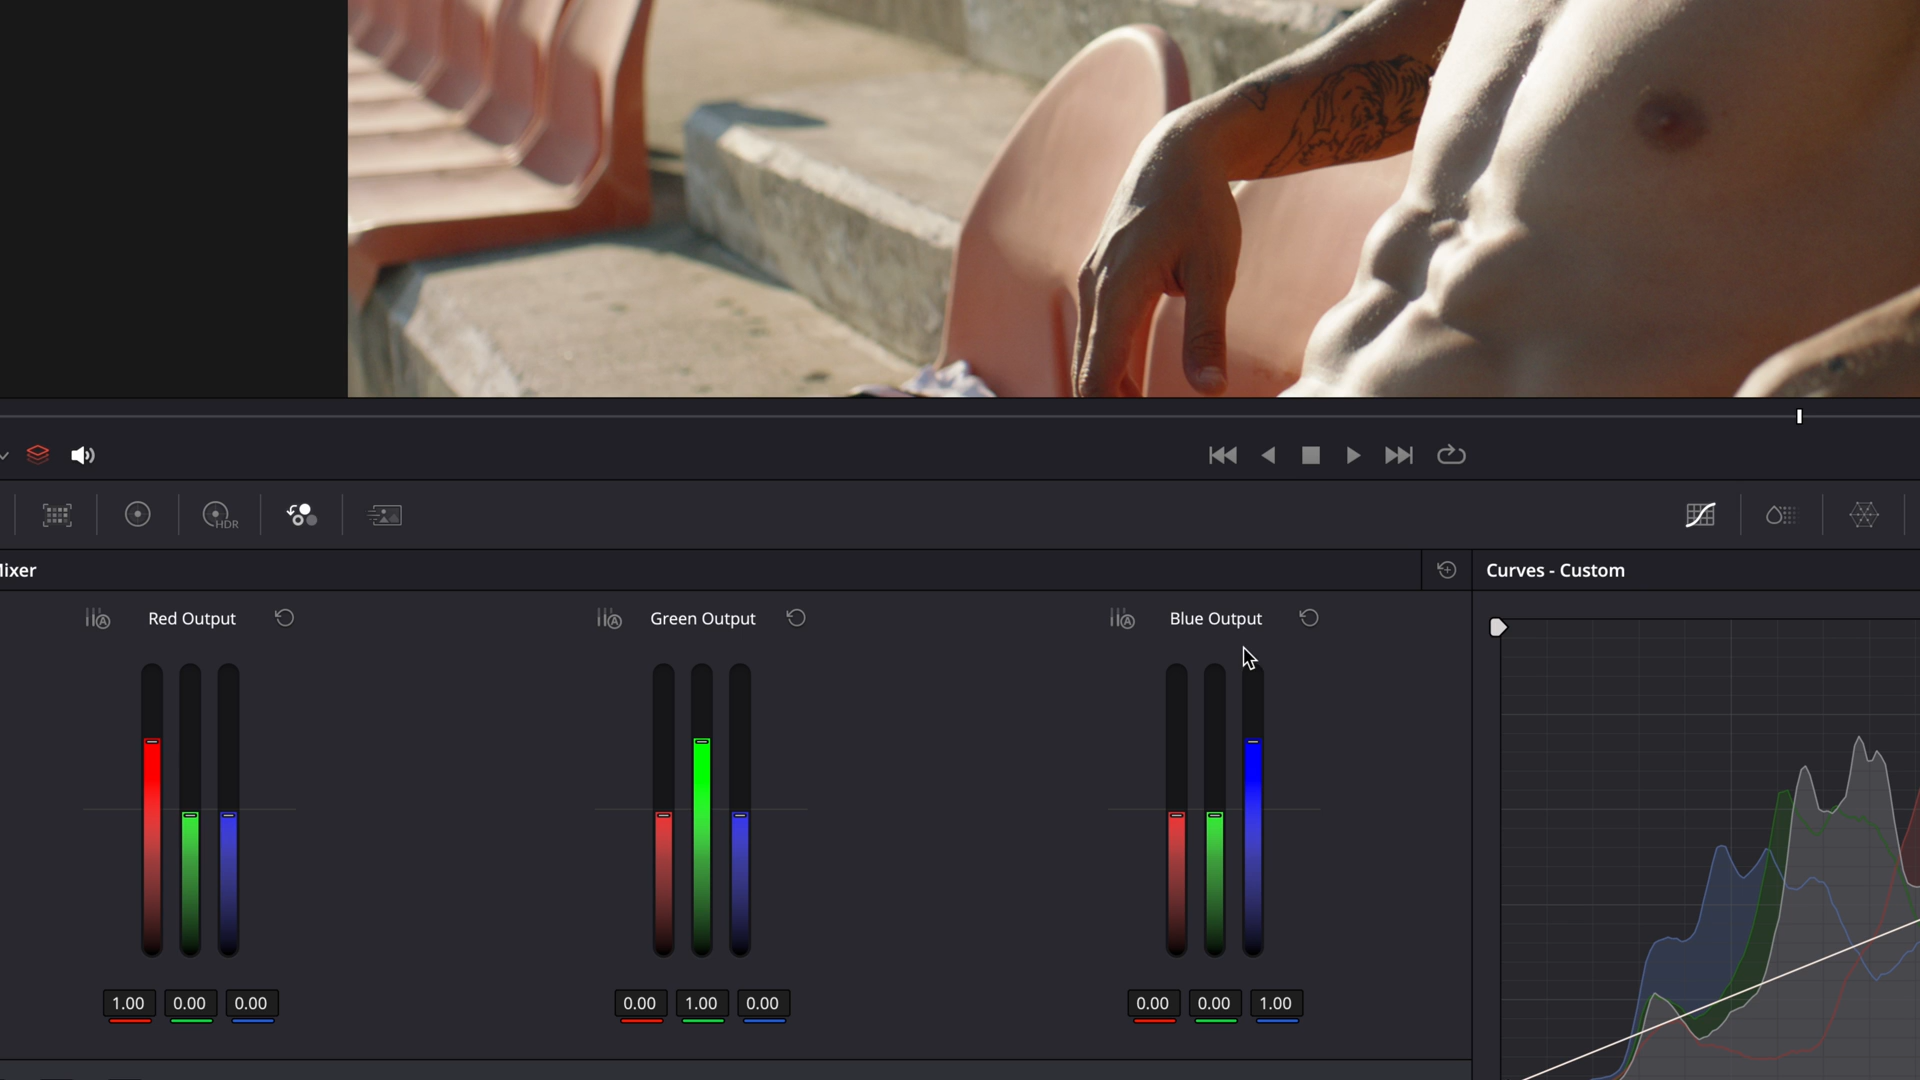 HDR
Mixer
Curves - Custom
Red Output
Green Output
Blue Output
1.00 0.00 0.00
0.00 1.00 0.00
0.00 0.00 1.00